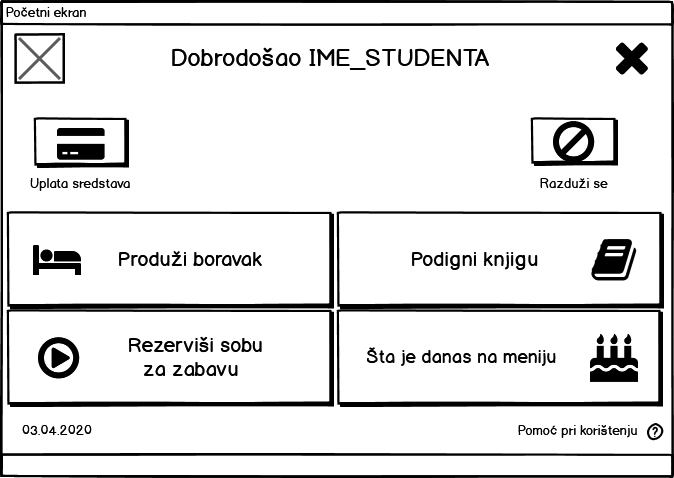 Početni ekran
Dobrodošao IME_STUDENTA
Uplata sredstava
Razduži se
Produži boravak
Podigni knjigu
Rezerviši sobu
za zabavu
Šta je danas na meniju
03.04.2020
Pomoć pri korištenju ?